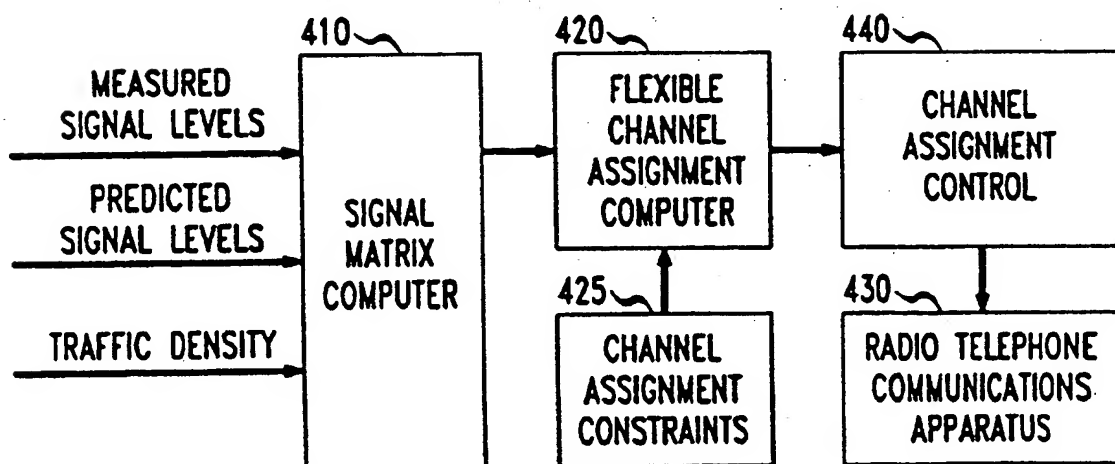 410
420
440
MEASURED
SIGNAL LEVELS
PREDICTED
SIGNAL LEVELS
TRAFFIC DENSITY
SIGNAL
MATRIX
COMPUTER
FLEXIBLE
CHANNEL
ASSIGNMENT
COMPUTER
CHANNEL
ASSIGNMENT
CONTROL
425
430
CHANNEL
ASSIGNMENT
CONSTRAINTS
RADIO TELEPHONE
COMMUNICATIONS
APPARATUS